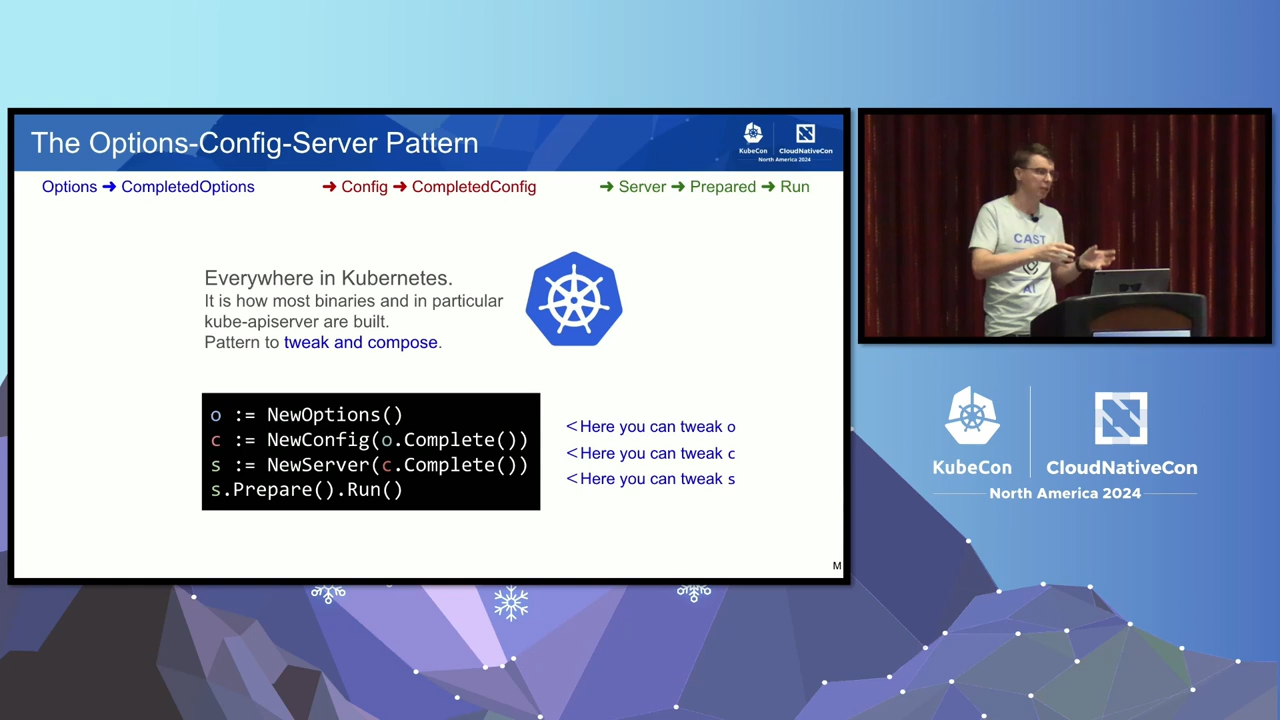 The Options-Config-Server Pattern
KubeCon
CloudNativeCon
North America 2024
Options ➜ CompletedOptions
➜ Config ➜ CompletedConfig
➜ Server ➜ Prepared ➜ Run
Everywhere in Kubernetes.
It is how most binaries and in particular
kube-apiserver are built.
Pattern to tweak and compose.
o := NewOptions()
c := NewConfig(o.Complete())
s := NewServer(c.Complete())
s.Prepare().Run()
<Here you can tweak o
<Here you can tweak c
<Here you can tweak s
M
CAST
AI
KubeCon
CloudNativeCon
North America 2024